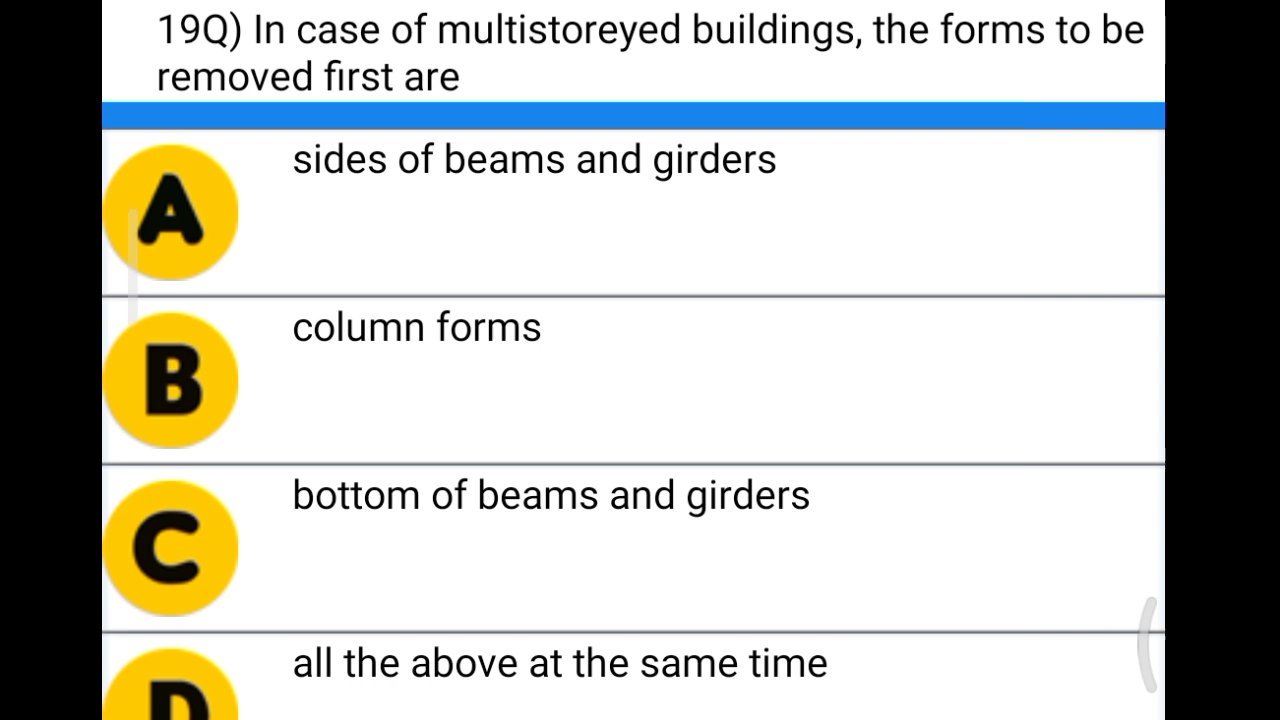 19Q) In case of multistoreyed buildings, the forms to be
removed first are
A
sides of beams and girders
B
column forms
C
bottom of beams and girders
D
all the above at the same time